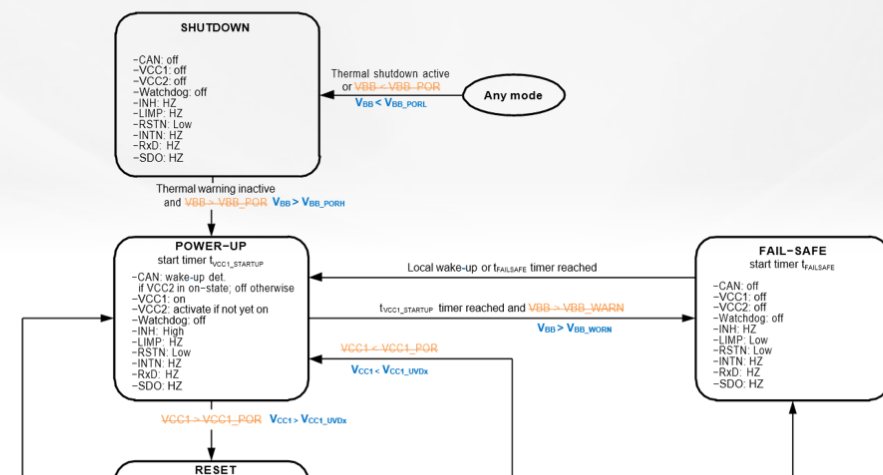 SHUTDOWN
-CAN: off
-VCC1: off
-VCC2: off
-Watchdog: off
-INH: HZ
-LIMP: HZ
-RSTN: Low
-INTN: HZ
-RxD: HZ
-SDO: HZ
Thermal shutdown active
or VBB < VBB_POR
VBB < VBB_PORL
Any mode
Thermal warning inactive
and VBB > VBB_POR VBB > VBB_PORH
POWER-UP
start timer tVCC1_STARTUP
-CAN: wake-up det.
if VCC2 in on-state; off otherwise
-VCC1: on
-VCC2: activate if not yet on
-Watchdog: off
-INH: High
-LIMP: HZ
-RSTN: Low
-INTN: HZ
-RxD: HZ
-SDO: HZ
Local wake-up or tFAILSAFE timer reached
tVCC1_STARTUP timer reached and VBB > VBB_WARN
VBB > VBB_WORN
VCC1 < VCC1_POR
VCC1 < VCC1_UVDx
FAIL-SAFE
start timer tFAILSAFE
-CAN: off
-VCC1: off
-VCC2: off
-Watchdog: off
-INH: HZ
-LIMP: Low
-RSTN: Low
-INTN: HZ
-RxD: HZ
-SDO: HZ
VCC1 > VCC1_POR VCC1 > VCC1_UVDx
RESET